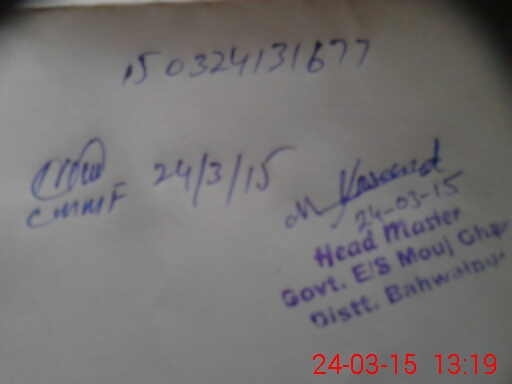 150324131677
24/3/15
CMMF
24-03-15
Head Master
Govt. E/S Mouj Ghar
Distt. Bahwalpur
24-03-15 13:19